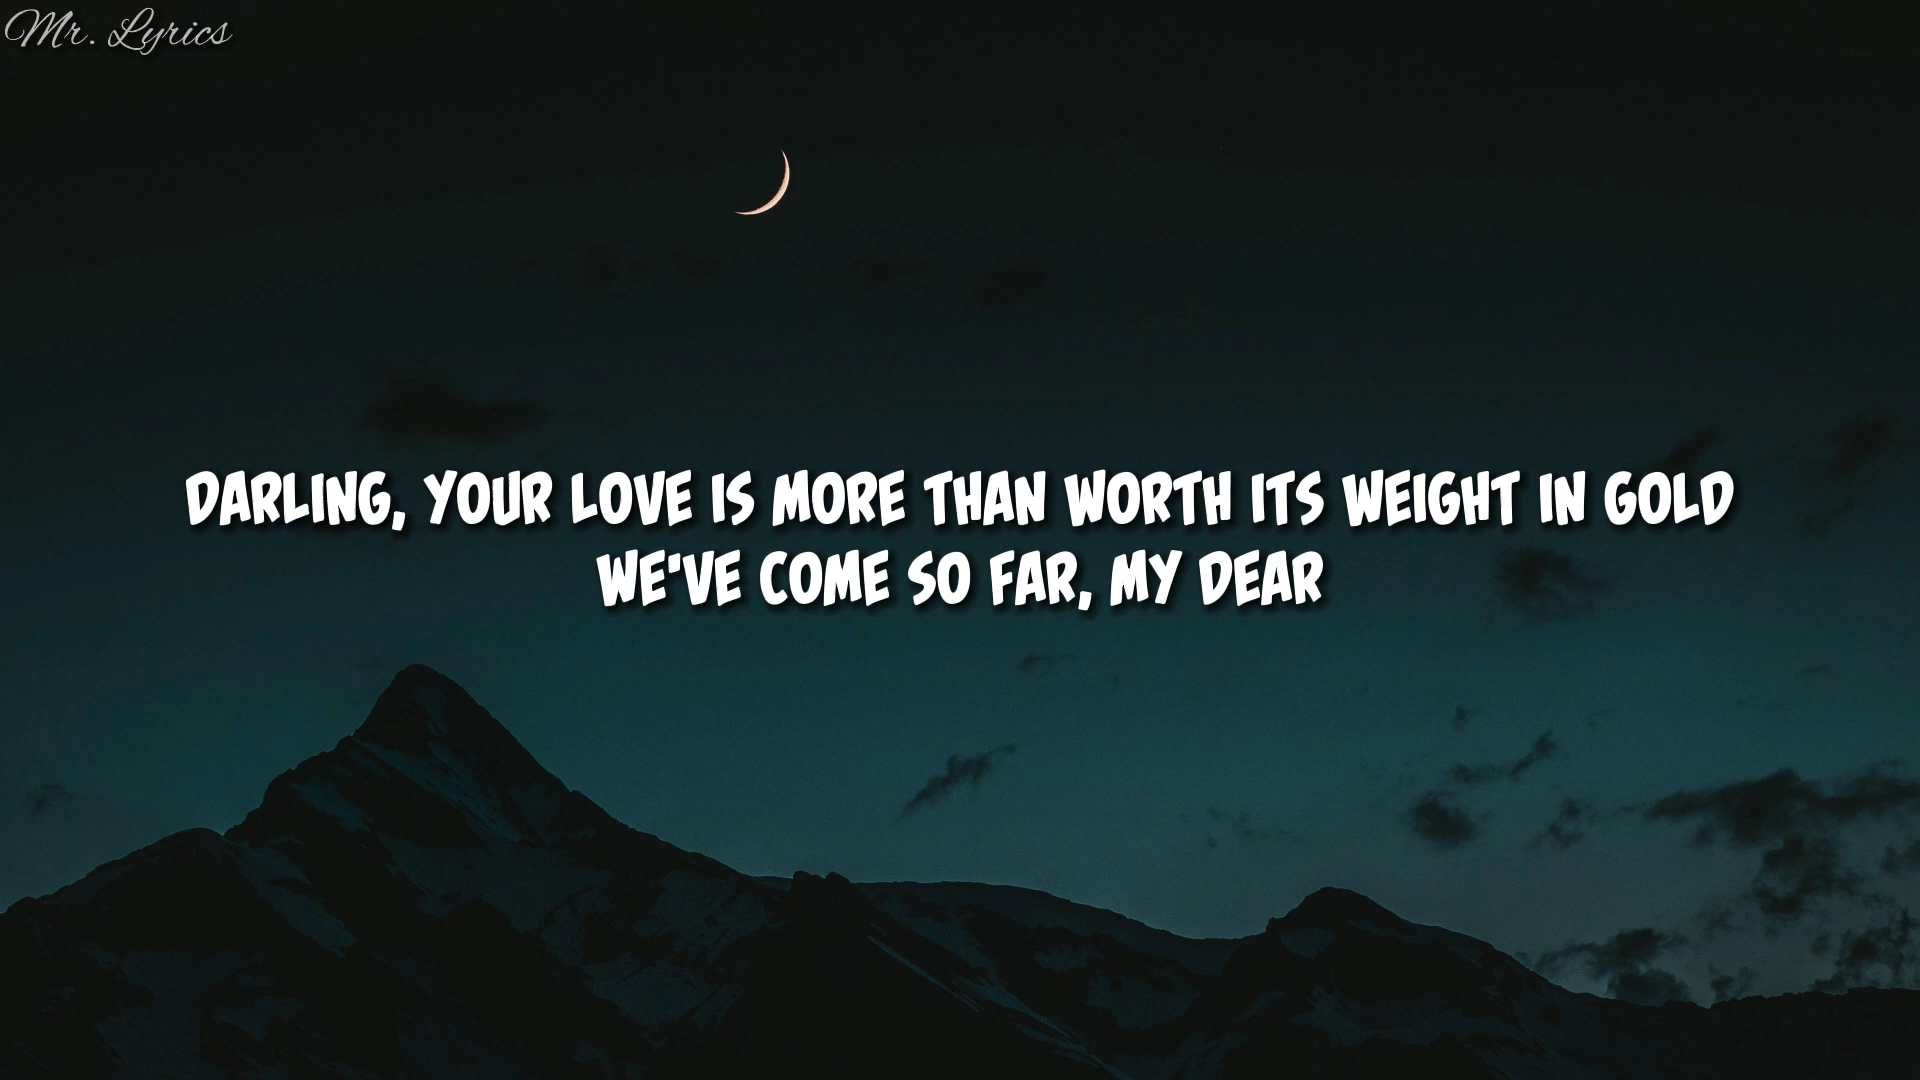 Mr. Lyrics
DARLING, YOUR LOVE IS MORE THAN WORTH ITS WEIGHT IN GOLD
WE'VE COME SO FAR, MY DEAR